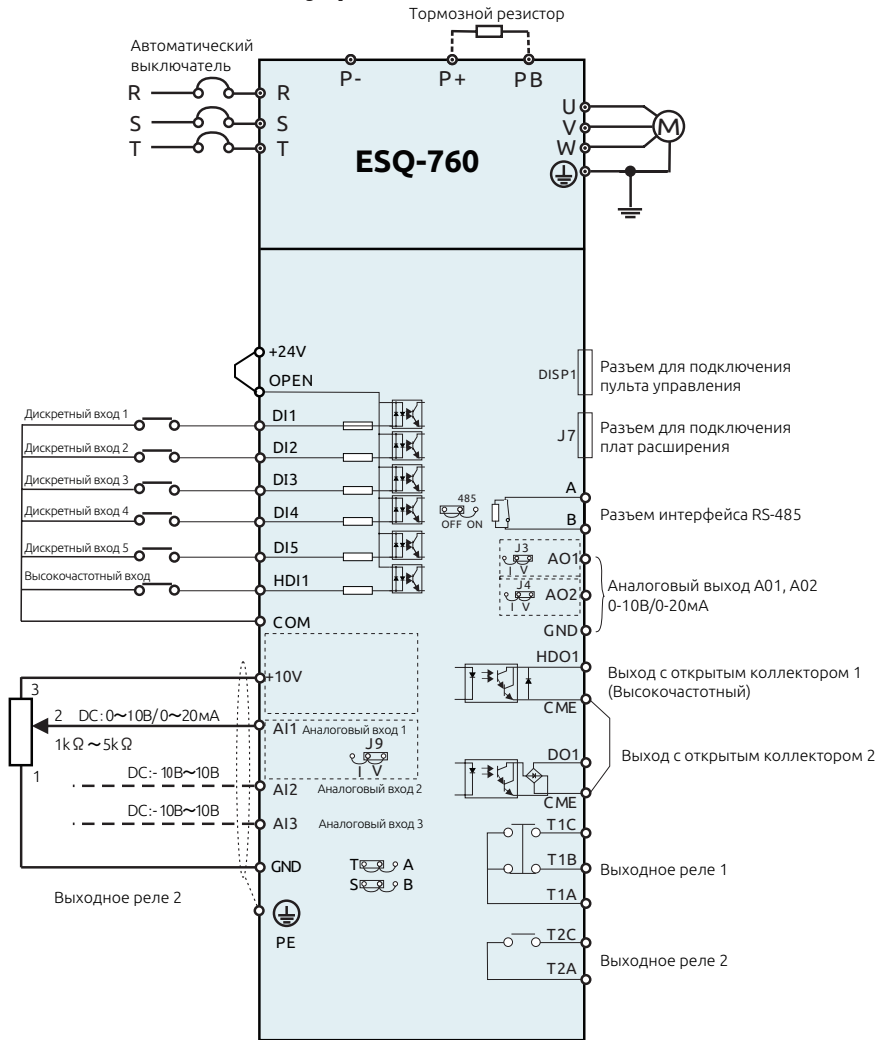 Тормозной резистор
Автоматический
выключатель
P-
P+
PB
R
R
S
S
T
T
U
V
W
M
ESQ-760
+24V
OPEN
DISP1
Разъем для подключения
пульта управления
Дискретный вход 1
DI1
J7
Разъем для подключения
плат расширения
Дискретный вход 2
DI2
Дискретный вход 3
DI3
Дискретный вход 4
DI4
485
OFF ON
A
B
Разъем интерфейса RS-485
Дискретный вход 5
DI5
J3
I V
AO1
Высокочастотный вход
HDI1
J4
I V
AO2
Аналоговый выход A01, A02
0-10В/0-20мА
COM
GND
+10V
HDO1
Выход с открытым коллектором 1
(Высокочастотный)
CME
3
2
DC:0~10В/0~20мА
1kΩ~5kΩ
1
AI1
Аналоговый вход 1
J9
I V
DO1
Выход с открытым коллектором 2
CME
DC:-10В~10В
AI2
Аналоговый вход 2
DC:-10В~10В
AI3
Аналоговый вход 3
T1C
T1B
Выходное реле 1
T1A
GND
T
A
S
B
Выходное реле 2
PE
T2C
Выходное реле 2
T2A